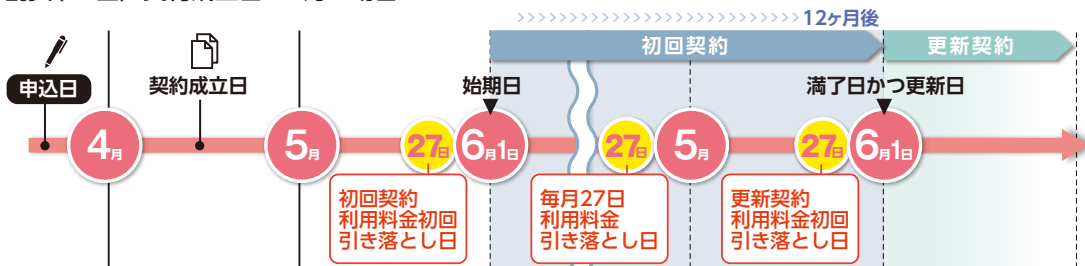 12ヶ月後
初回契約
更新契約
申込日
契約成立日
始期日
満了日かつ更新日
4月
5月
27日
6月1日
27日
5月
27日
6月1日
初回契約
利用料金初回
引き落とし日
毎月27日
利用料金
引き落とし日
更新契約
利用料金初回
引き落とし日